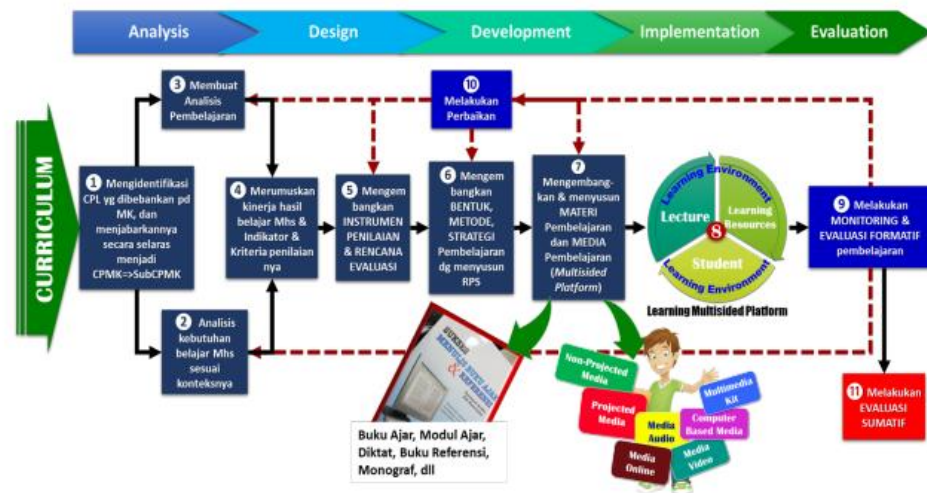 Analysis
Design
Development
Implementation
Evaluation
CURRICULUM
3 Membuat
Analisis
Pembelajaran
10
Melakukan
Perbaikan
1 Mengidentifikasi
CPL yg dibebankan pd
MK, dan
menjabarkannya
secara selaras
menjadi
CPMK=>SubCPMK
4 Merumuskan
kinerja hasil
belajar Mhs &
Indikator &
Kriteria penilaian
nya
5 Mengem
bangkan
INSTRUMEN
PENILAIAN &
RENCANA
EVALUASI
6 Mengem
bangkan
BENTUK,
METODE,
STRATEGI
Pembelajaran
dg menyusun
RPS
7
Mengembang-
kan & menyusun
MATERI
Pembelajaran
dan MEDIA
Pembelajaran
(Multisided
Platform)
Learning Environment
Lecture
Learning
Resources
8
Student
Learning Environment
Learning Multisided Platform
9 Melakukan
MONITORING &
EVALUASI FORMATIF
pembelajaran
2 Analisis
kebutuhan
belajar Mhs
sesuai
konteksnya
11 Melakukan
EVALUASI
SUMATIF
Buku Ajar, Modul Ajar,
Diktat, Buku Referensi,
Monograf, dll
Non-Projected
Media
Multimedia
Kit
Projected
Media
Computer
Based Media
Media
Audio
Media
Online
Media
Video